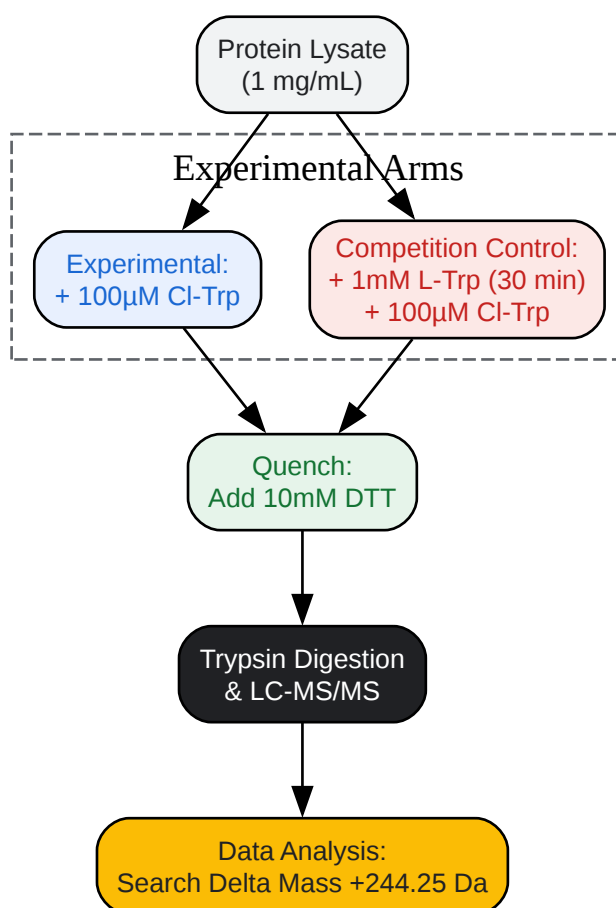 Protein Lysate
(1 mg/mL)
Experimental Arms
Experimental:
+ 100µM Cl-Trp
Competition Control:
+ 1mM L-Trp (30 min)
+ 100µM Cl-Trp
Quench:
Add 10mM DTT
Trypsin Digestion
& LC-MS/MS
Data Analysis:
Search Delta Mass +244.25 Da